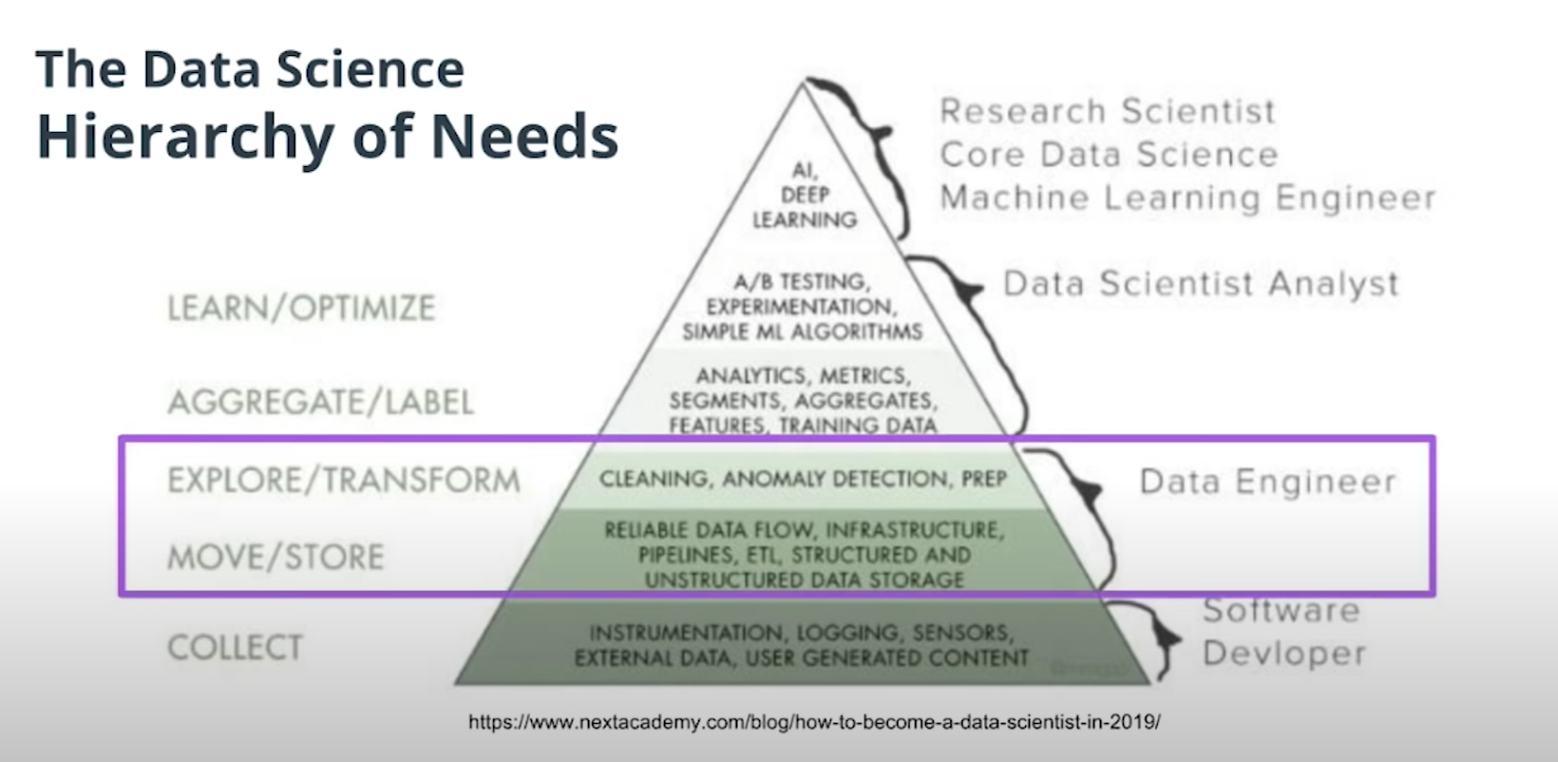 The Data Science
Hierarchy of Needs
Research Scientist
Core Data Science
Machine Learning Engineer
AI,
DEEP
LEARNING
Data Scientist Analyst
LEARN/OPTIMIZE
A/B TESTING,
EXPERIMENTATION,
SIMPLE ML ALGORITHMS
AGGREGATE/LABEL
ANALYTICS, METRICS,
SEGMENTS, AGGREGATES,
FEATURES, TRAINING DATA
EXPLORE/TRANSFORM
CLEANING, ANOMALY DETECTION, PREP
Data Engineer
MOVE/STORE
RELIABLE DATA FLOW, INFRASTRUCTURE,
PIPELINES, ETL, STRUCTURED AND
UNSTRUCTURED DATA STORAGE
COLLECT
INSTRUMENTATION, LOGGING, SENSORS,
EXTERNAL DATA, USER GENERATED CONTENT
Software
Devloper
https://www.nextacademy.com/blog/how-to-become-a-data-scientist-in-2019/